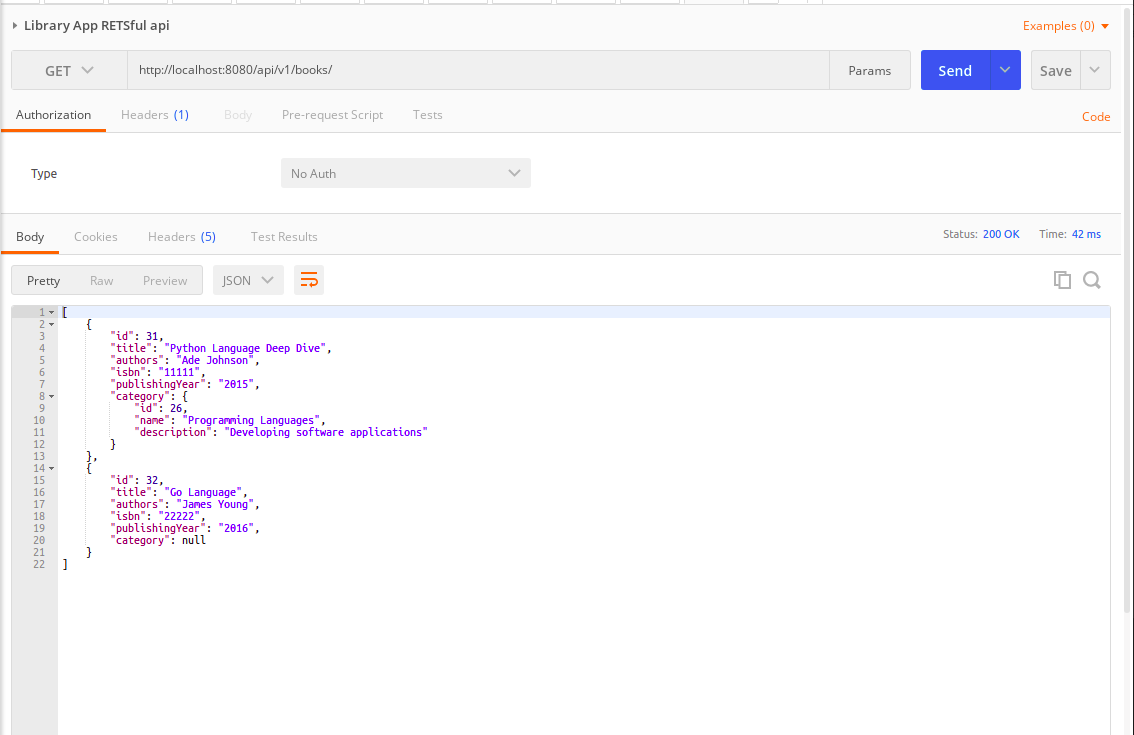 Library App RETSful api
Examples (0)
GET
http://localhost:8080/api/v1/books/
Params
Send
Save
Authorization
Headers (1)
Body
Pre-request Script
Tests
Code
Type
No Auth
Body
Cookies
Headers (5)
Test Results
Status: 200 OK
Time: 42 ms
Pretty
Raw
Preview
JSON
1 [
2 {
3 "id": 31,
4 "title": "Python Language Deep Dive",
5 "authors": "Ade Johnson",
6 "isbn": "11111",
7 "publishingYear": "2015",
8 "category": {
9 "id": 26,
10 "name": "Programming Languages",
11 "description": "Developing software applications"
12 }
13 },
14 {
15 "id": 32,
16 "title": "Go Language",
17 "authors": "James Young",
18 "isbn": "22222",
19 "publishingYear": "2016",
20 "category": null
21 }
22 ]